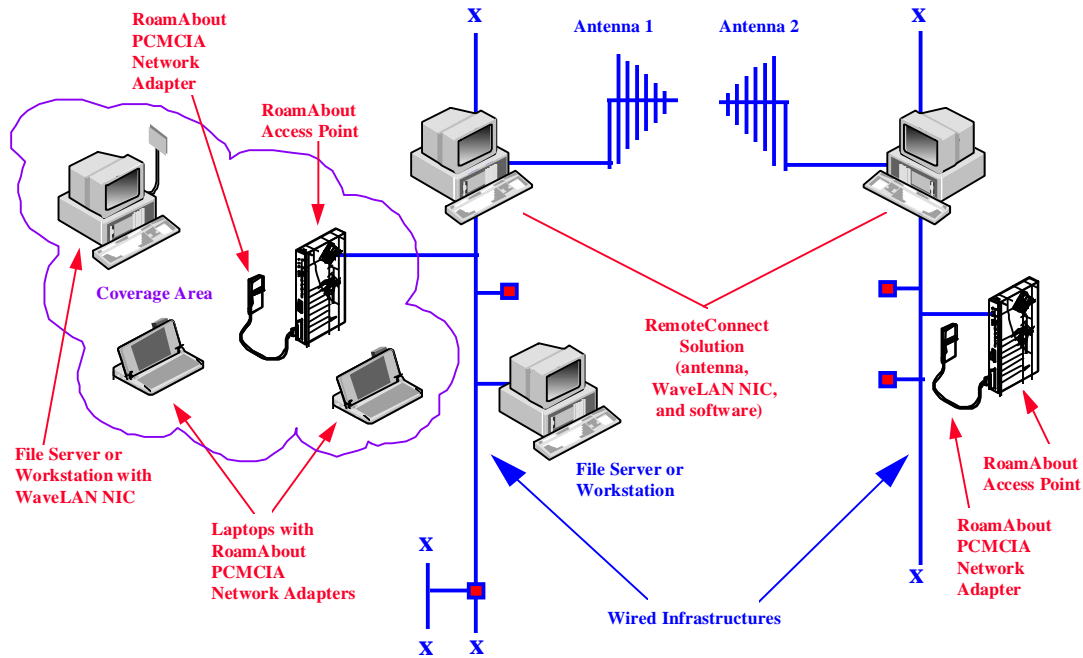 RoamAbout
PCMCIA
Network
Adapter
RoamAbout
Access Point
X
Antenna 1
Antenna 2
X
Coverage Area
RemoteConnect
Solution
(antenna,
WaveLAN NIC,
and software)
File Server or
Workstation with
WaveLAN NIC
File Server or
Workstation
RoamAbout
Access Point
Laptops with
RoamAbout
PCMCIA
Network Adapters
RoamAbout
PCMCIA
Network
Adapter
X
X
Wired Infrastructures
X
X